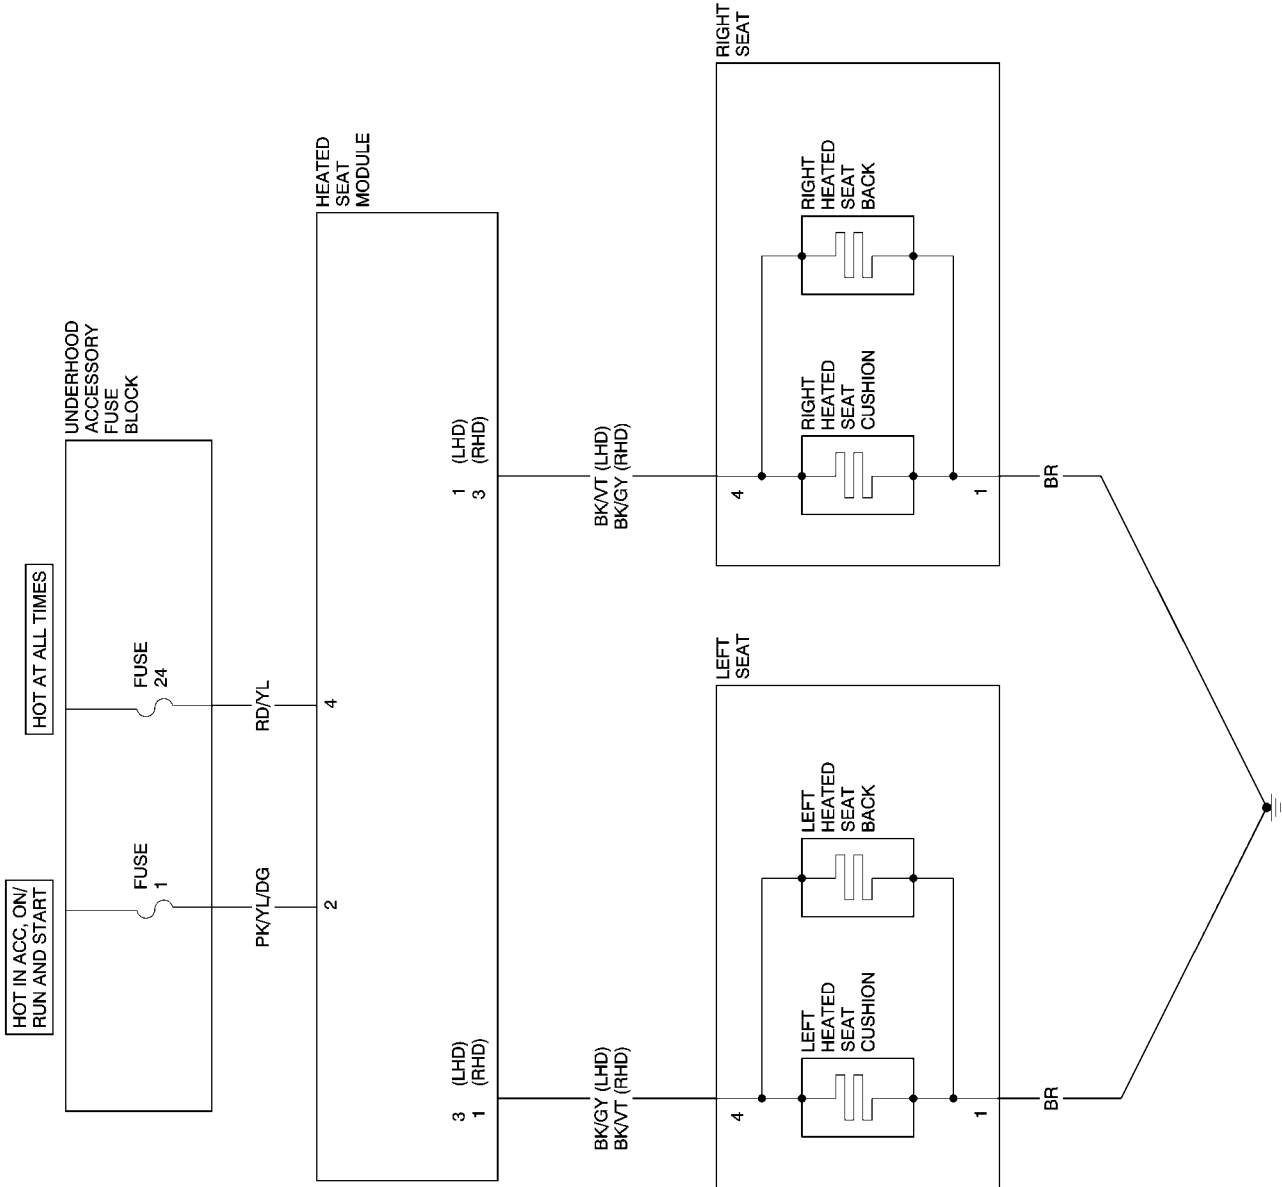 HOT IN ACC, ON/
RUN AND START
HOT AT ALL TIMES
UNDERHOOD
ACCESSORY
FUSE
BLOCK
FUSE
1
FUSE
24
PK/YL/DG
RD/YL
2
4
HEATED
SEAT
MODULE
3 (LHD)
1 (RHD)
1 (LHD)
3 (RHD)
BK/GY (LHD)
BK/VT (RHD)
BK/VT (LHD)
BK/GY (RHD)
LEFT
SEAT
4
LEFT
HEATED
SEAT
CUSHION
LEFT
HEATED
SEAT
BACK
1
BR
RIGHT
SEAT
4
RIGHT
HEATED
SEAT
CUSHION
RIGHT
HEATED
SEAT
BACK
1
BR